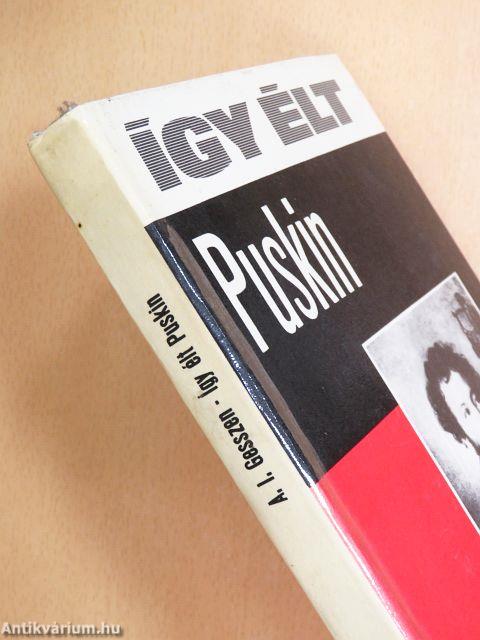 ÍGY ÉLT
Puskin
A. I. Gesszen - Így élt Puskin
Antikvárium.hu